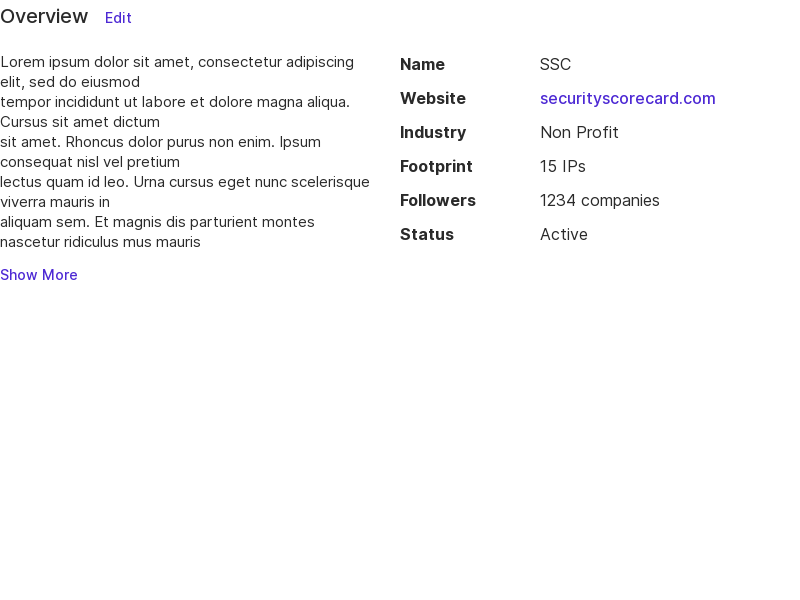 Overview Edit
Lorem ipsum dolor sit amet, consectetur adipiscing
elit, sed do eiusmod
tempor incididunt ut labore et dolore magna aliqua.
Cursus sit amet dictum
sit amet. Rhoncus dolor purus non enim. Ipsum
consequat nisl vel pretium
lectus quam id leo. Urna cursus eget nunc scelerisque
viverra mauris in
aliquam sem. Et magnis dis parturient montes
nascetur ridiculus mus mauris
Show More
Name SSC
Website securityscorecard.com
Industry Non Profit
Footprint 15 IPs
Followers 1234 companies
Status Active